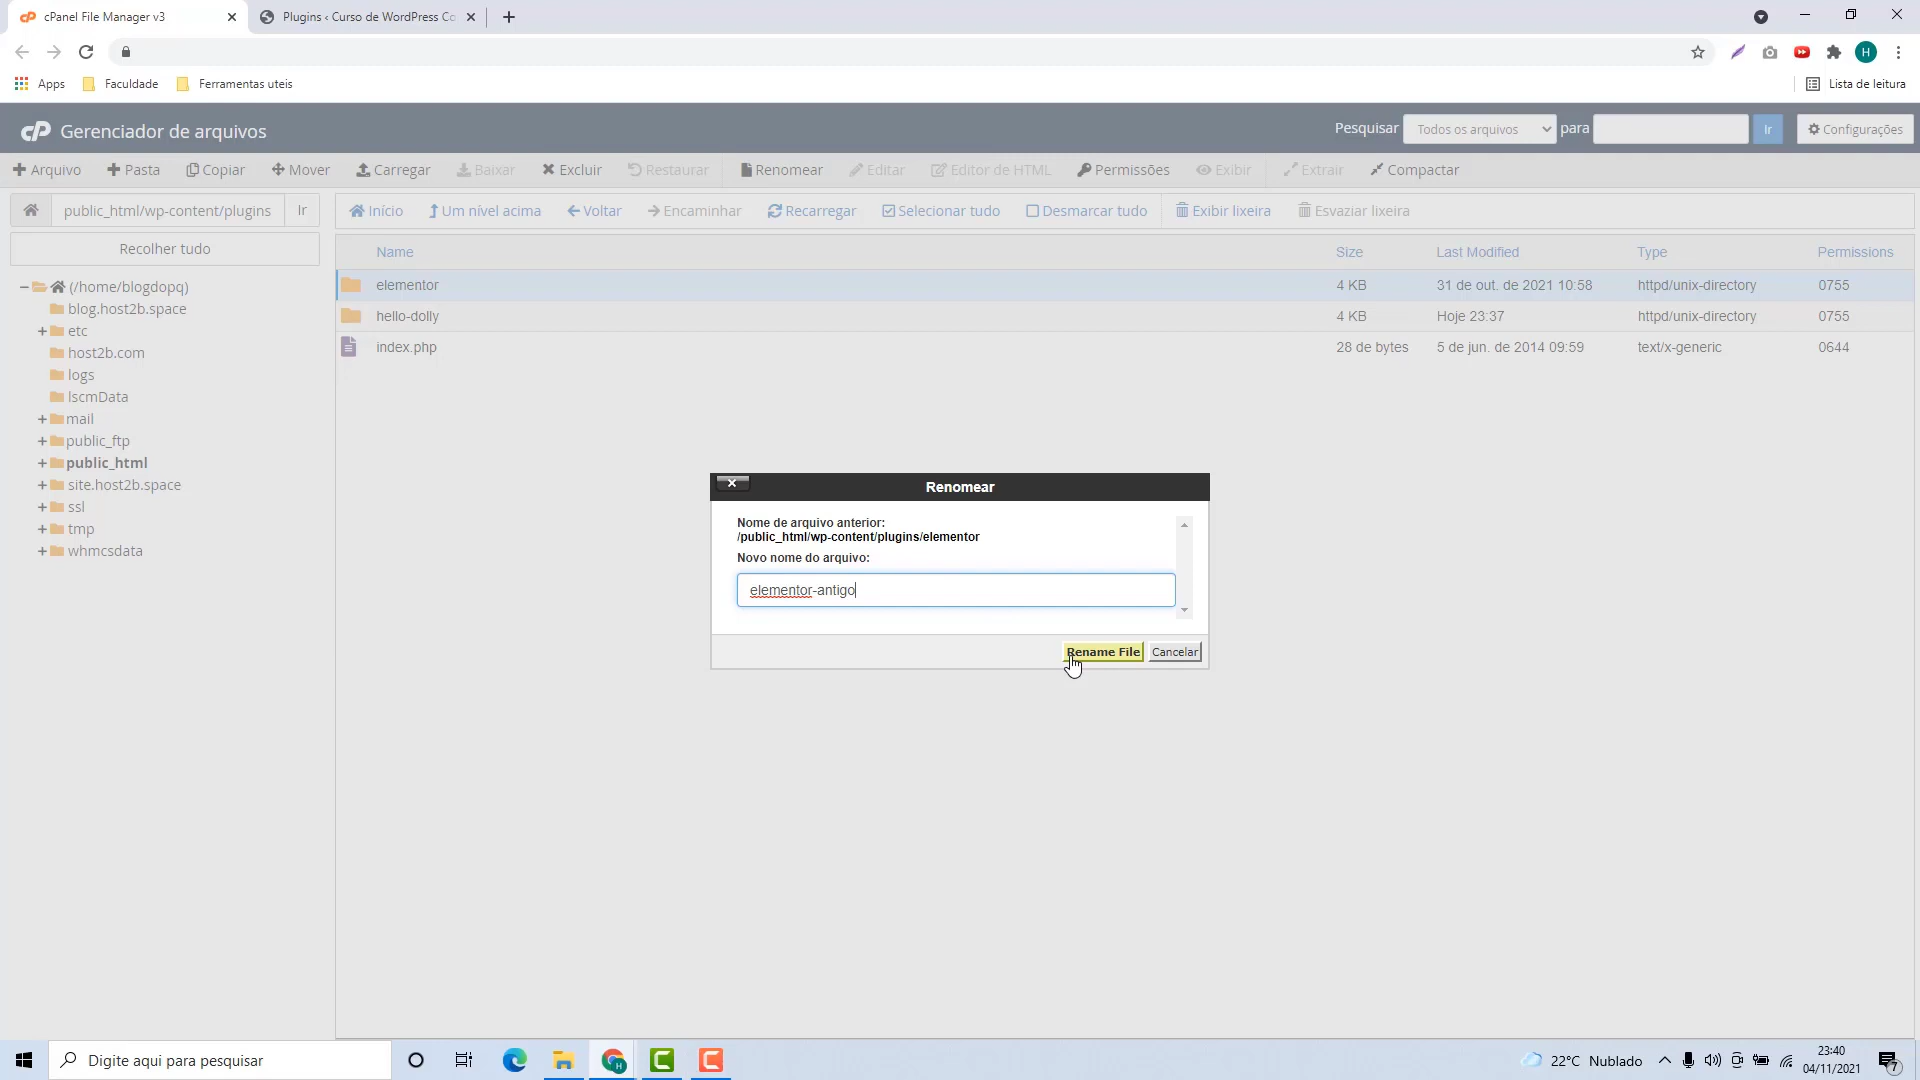 cPanel File Manager v3
Plugins ‹ Curso de WordPress Co
Apps
Faculdade
Ferramentas uteis
Lista de leitura
cP Gerenciador de arquivos
Pesquisar
Todos os arquivos
para
Ir
Configurações
Arquivo
Pasta
Copiar
Mover
Carregar
Baixar
Excluir
Restaurar
Renomear
Editar
Editor de HTML
Permissões
Exibir
Extrair
Compactar
public_html/wp-content/plugins
Ir
Início
Um nível acima
Voltar
Encaminhar
Recarregar
Selecionar tudo
Desmarcar tudo
Exibir lixeira
Esvaziar lixeira
Recolher tudo
(/home/blogdopq)
blog.host2b.space
etc
host2b.com
logs
lscmData
mail
public_ftp
public_html
site.host2b.space
ssl
tmp
whmcsdata
Name Size Last Modified Type Permissions
elementor 4 KB 31 de out. de 2021 10:58 httpd/unix-directory 0755
hello-dolly 4 KB Hoje 23:37 httpd/unix-directory 0755
index.php 28 de bytes 5 de jun. de 2014 09:59 text/x-generic 0644
Renomear
Nome de arquivo anterior:
/public_html/wp-content/plugins/elementor
Novo nome do arquivo:
elementor-antigo
Rename File
Cancelar
Digite aqui para pesquisar
22°C Nublado
23:40
04/11/2021
7
H